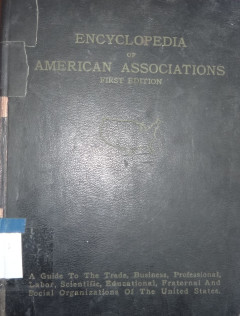 ENCYCLOPEDIA
OF
AMERICAN ASSOCIATIONS
FIRST EDITION
A Guide To The Trade, Business, Professional,
Labor, Scientific, Educational, Fraternal And
Social Organizations Of The United States.